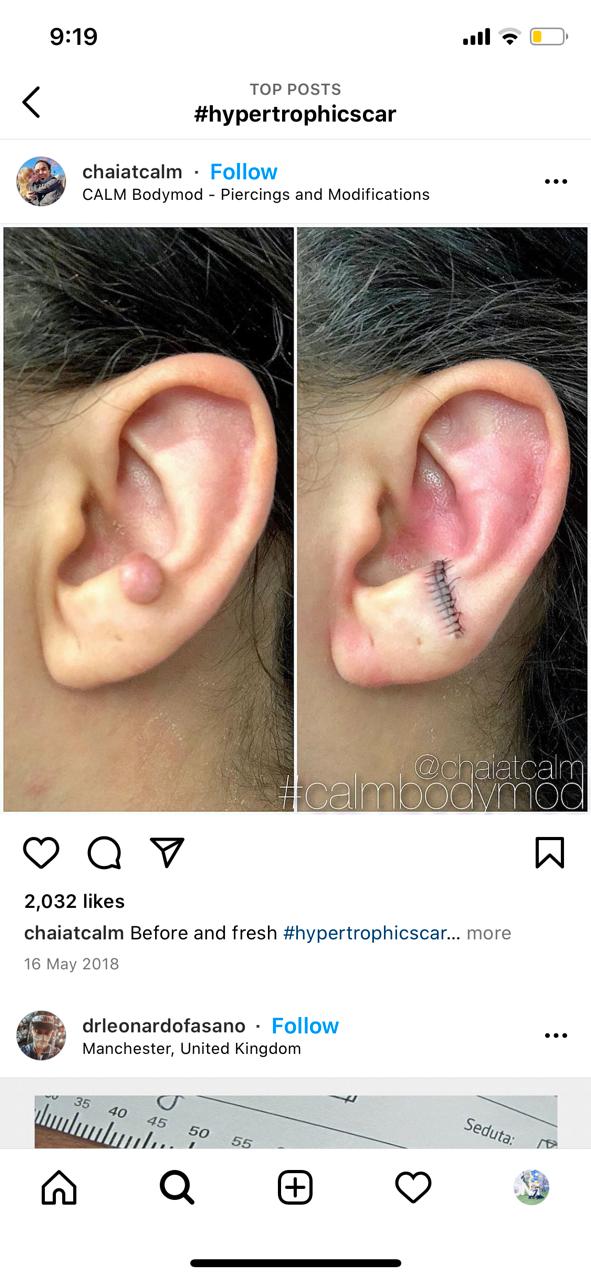 9:19
TOP POSTS
#hypertrophicscar
chaiatcalm · Follow
CALM Bodymod - Piercings and Modifications
@chaiatcalm
#calmbodymod
2,032 likes
chaiatcalm Before and fresh #hypertrophicscar... more
16 May 2018
drleonardofasano · Follow
Manchester, United Kingdom
35 40 45 50 55
Seduta: